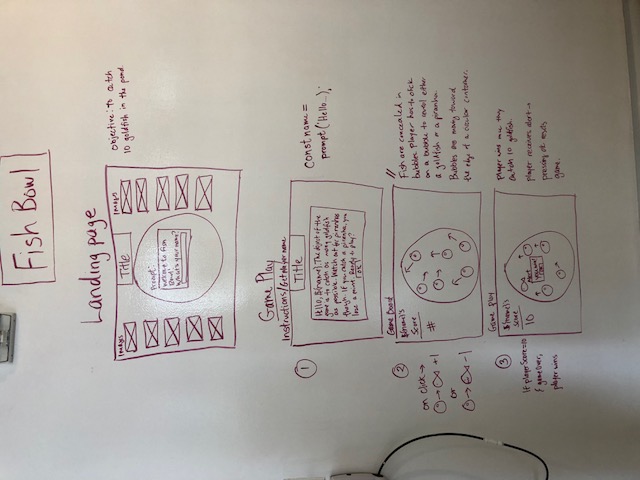 Fish Bowl
Landing page
Images
Title
Images
Prompt:
Welcome to Fish
Bowl!
What's your name?
objective: To catch
10 goldfish in the pond.
Game Play
Instructions/Get player name
1
Title
Hello, ${name}. The object of the
game is to catch as many goldfish
as possible. Watch out for piranhas
though. If you catch a piranha, you
lose a point. Ready to play?
OK
const name =
prompt('Hello...);
2
Game Board
${name}'s
Score
#
on click →
→ +1
or
→ -1
//
Fish are concealed in
bubbles. Player has to click
on a bubble to reveal either
a goldfish or a piranha.
Bubbles are moving toward
the edge of a circular container.
3
Game play
${name}'s
Score
10
Alert
you win!
OK
If playerScore==10
& gameOver,
player wins
player wins once they
catch 10 goldfish.
player receives alert →
pressing ok resets
game.